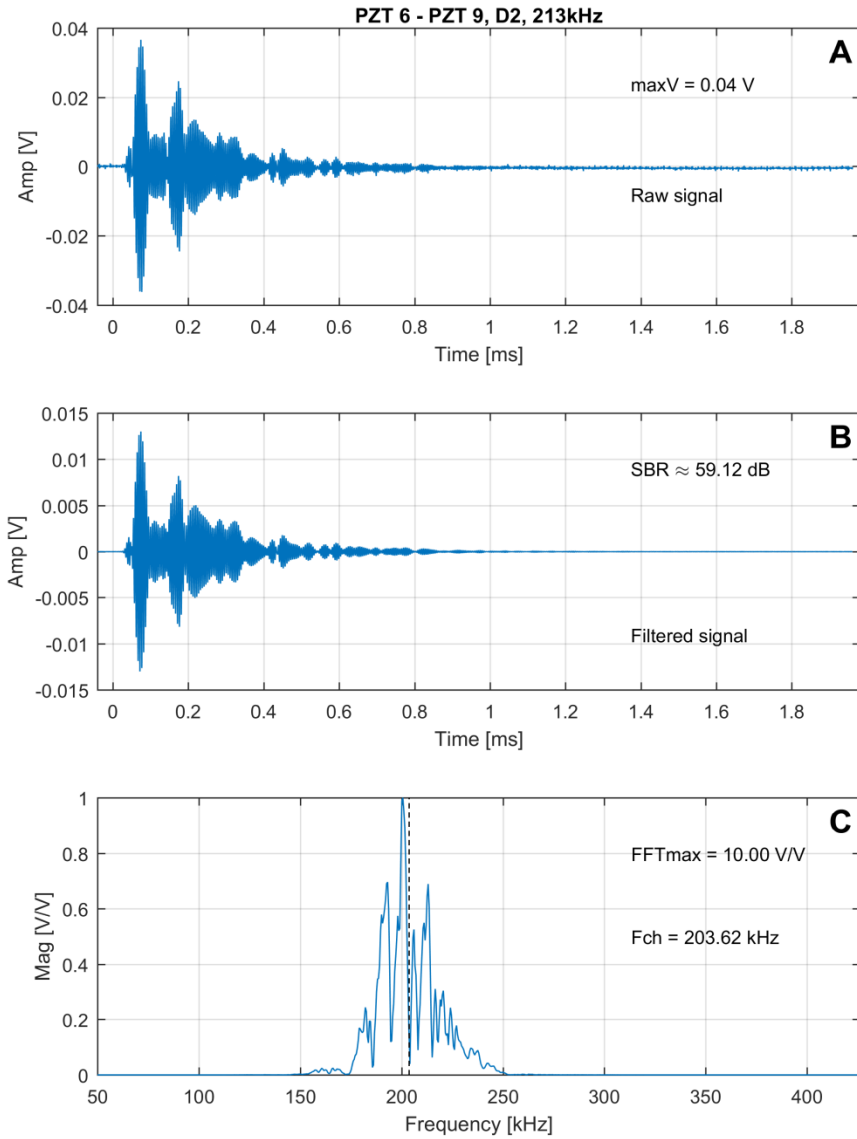 PZT 6 - PZT 9, D2, 213kHz
A
maxV = 0.04 V
Raw signal
Amp [V]
0.04
0.02
0
-0.02
-0.04
0 0.2 0.4 0.6 0.8 1 1.2 1.4 1.6 1.8
Time [ms]
B
SBR ≈ 59.12 dB
Filtered signal
Amp [V]
0.015
0.01
0.005
0
-0.005
-0.01
-0.015
0 0.2 0.4 0.6 0.8 1 1.2 1.4 1.6 1.8
Time [ms]
C
FFTmax = 10.00 V/V
Fch = 203.62 kHz
Mag [V/V]
1
0.8
0.6
0.4
0.2
0
50 100 150 200 250 300 350 400
Frequency [kHz]